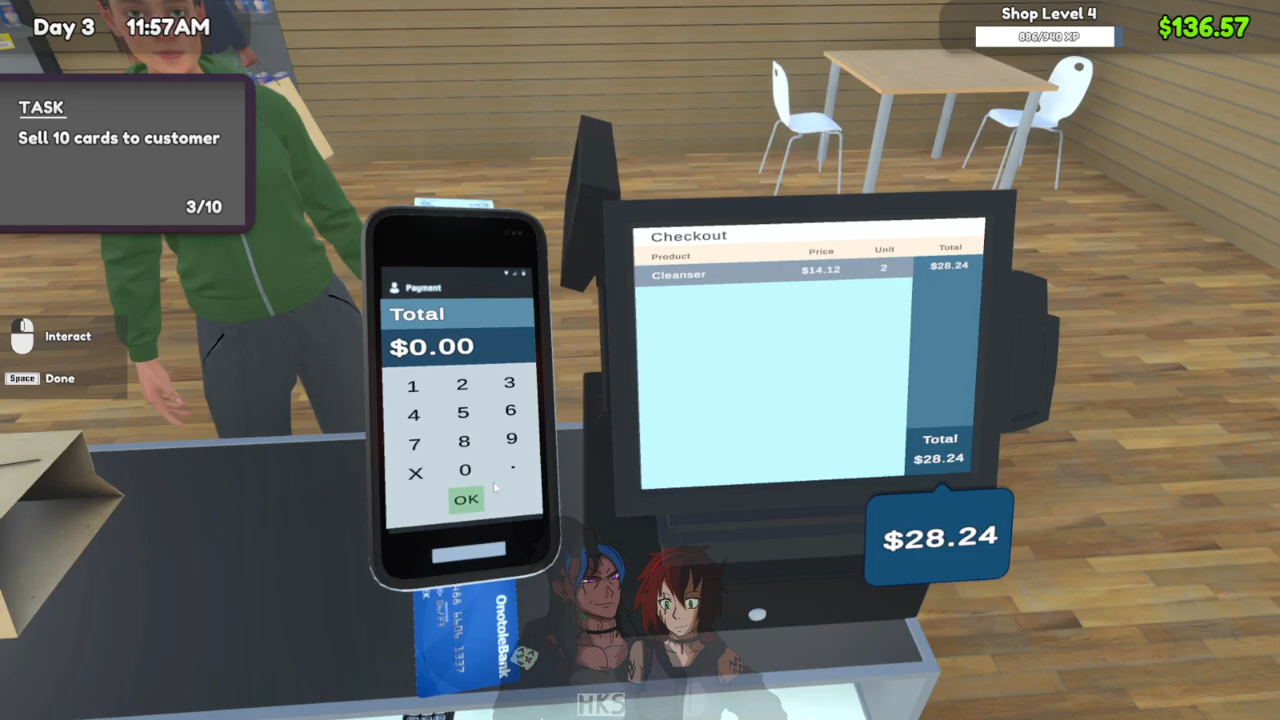 Day 3 11:57AM
Shop Level 4
886/940 XP
$136.57
TASK
Sell 10 cards to customer
3/10
Interact
Space Done
Payment
Total
$0.00
1 2 3
4 5 6
7 8 9
X 0 .
OK
Checkout
Product Price Unit Total
Cleanser $14.12 2 $28.24
Total
$28.24
$28.24
OnotoleBank
1337
HKS